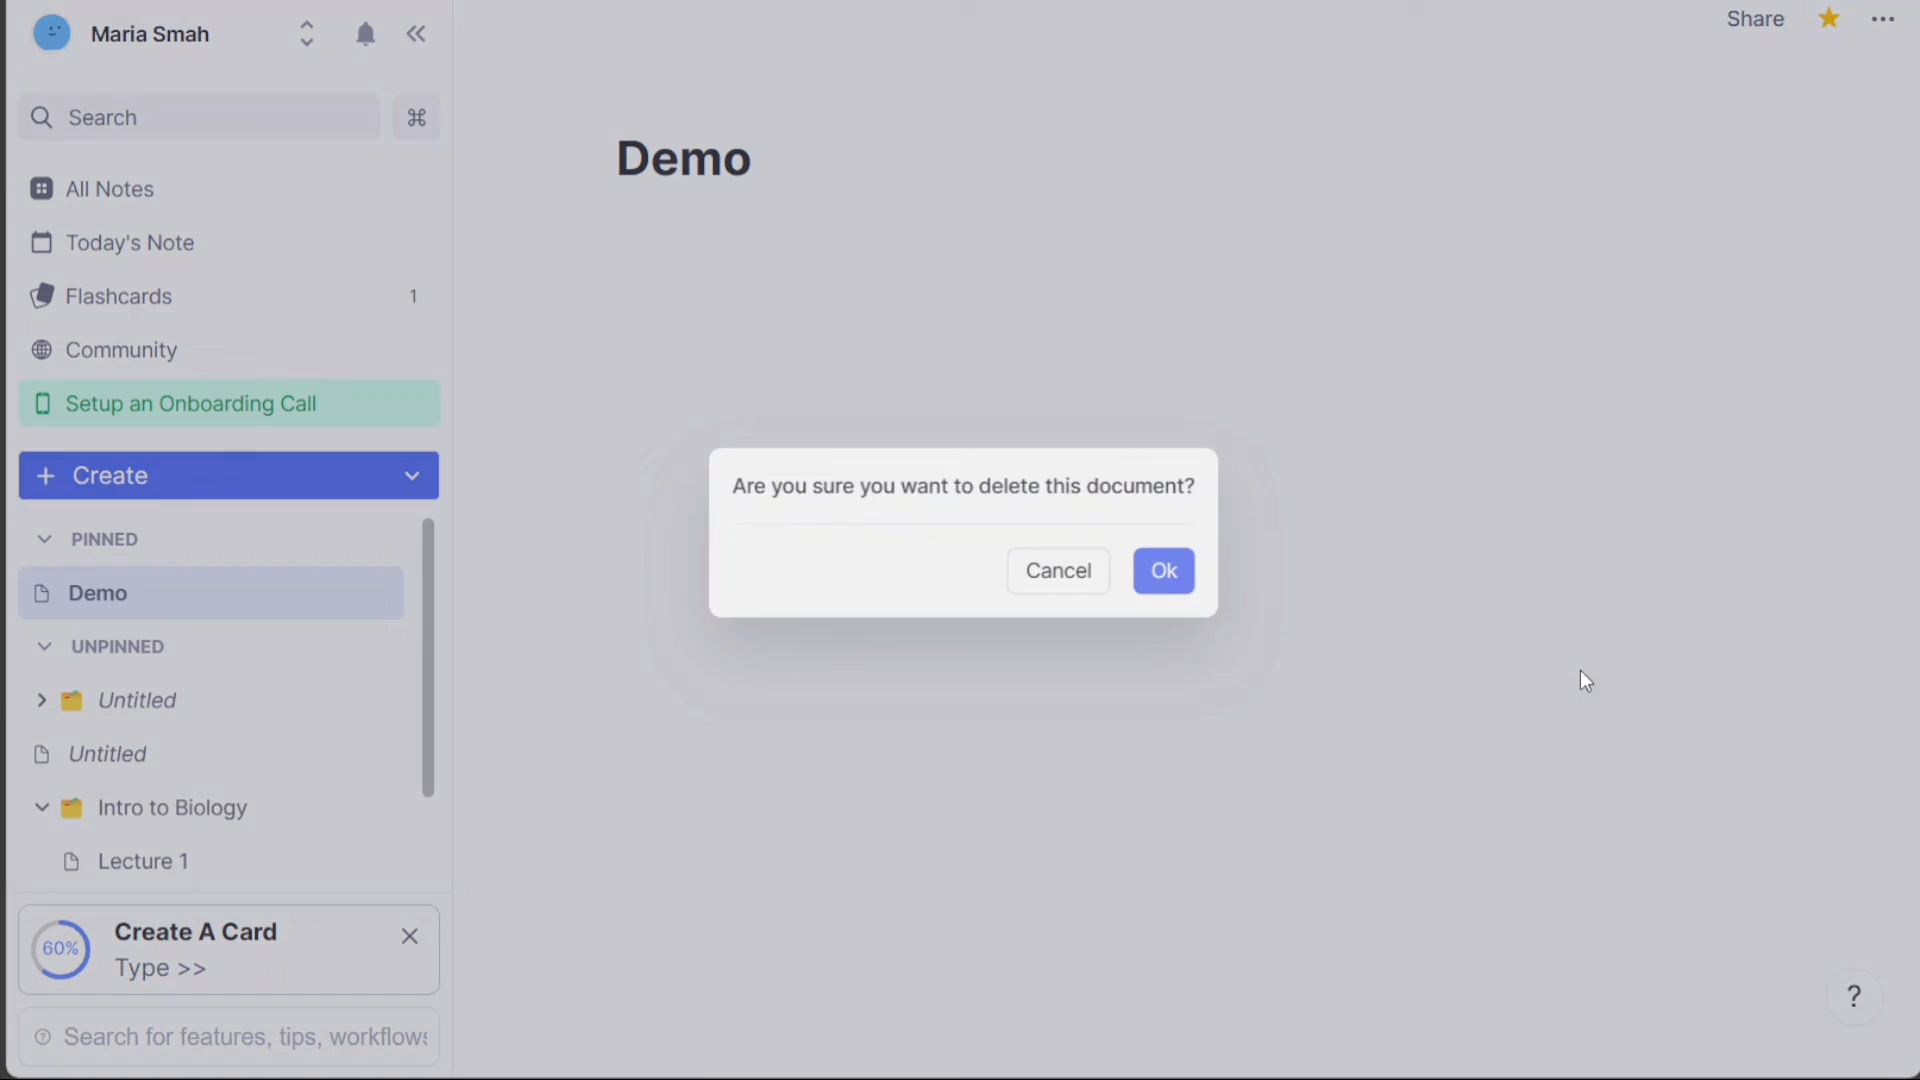 Maria Smah
Share
Search
All Notes
Today's Note
Flashcards 1
Community
Setup an Onboarding Call
+ Create
PINNED
Demo
UNPINNED
Untitled
Untitled
Intro to Biology
Lecture 1
60%
Create A Card
Type >>
Search for features, tips, workflows
Demo
Are you sure you want to delete this document?
Cancel
Ok
?